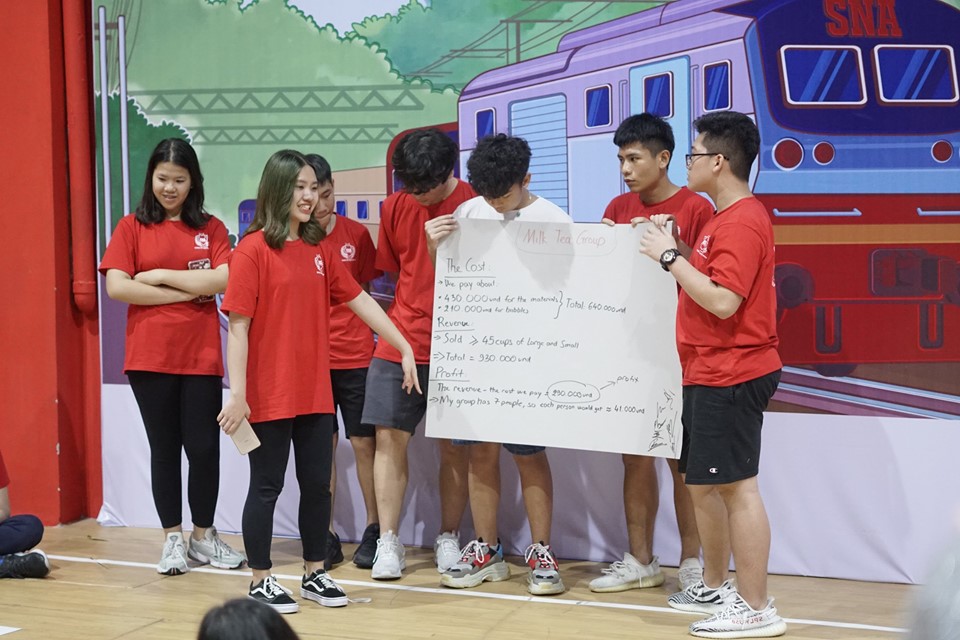 SNA
Milk Tea Group
The Cost
→ We pay about:
• 430.000 vnd for the materials
• 210.000 vnd for bubbles
Total: 640.000 vnd
Revenue:
→ Sold ≥ 45 cups of Large and Small
=> Total = 930.000 vnd
Profit
The revenue - the cost we pay = 290.000 vnd → profix
→ My group has 7 people, so each person would get ≈ 41.000 vnd